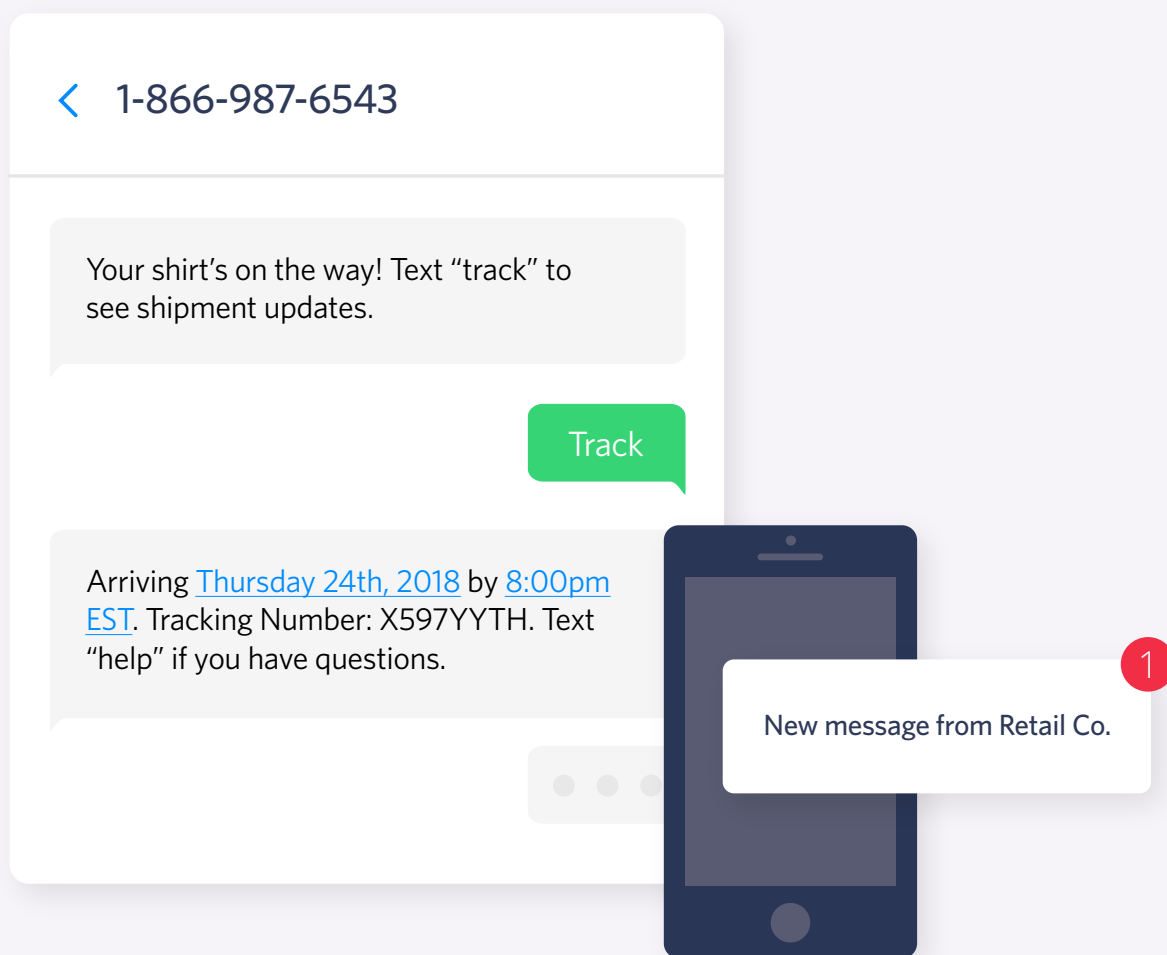 1-866-987-6543
Your shirt’s on the way! Text “track” to
see shipment updates.
Track
Arriving Thursday 24th, 2018 by 8:00pm
EST. Tracking Number: X597YYTH. Text
“help” if you have questions.
1
New message from Retail Co.